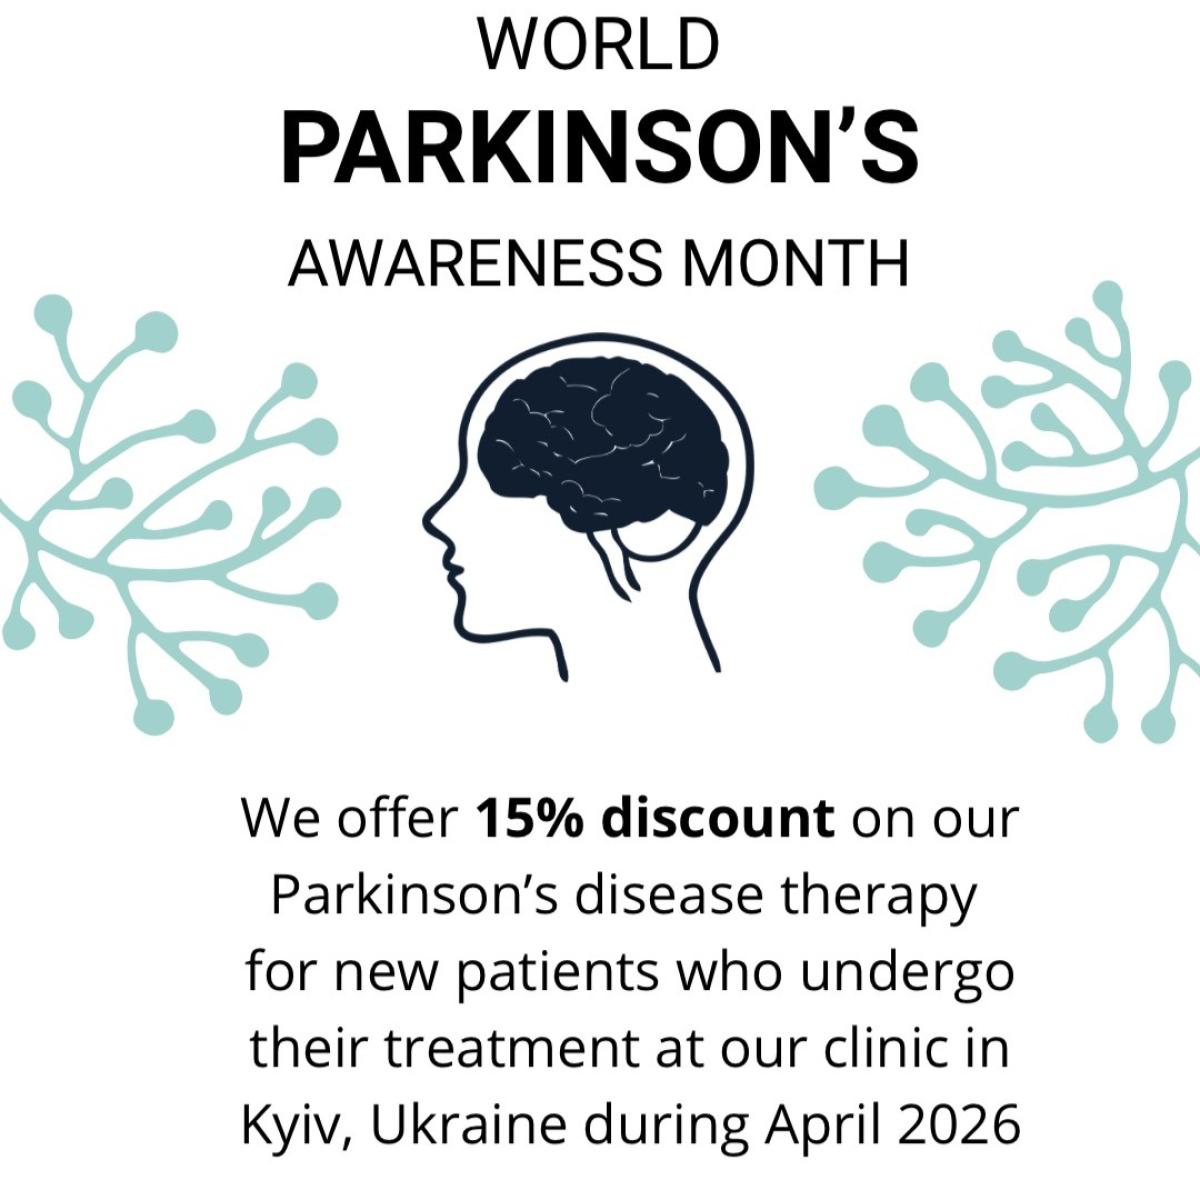 WORLD
PARKINSON’S
AWARENESS MONTH
We offer 15% discount on our
Parkinson’s disease therapy
for new patients who undergo
their treatment at our clinic in
Kyiv, Ukraine during April 2026